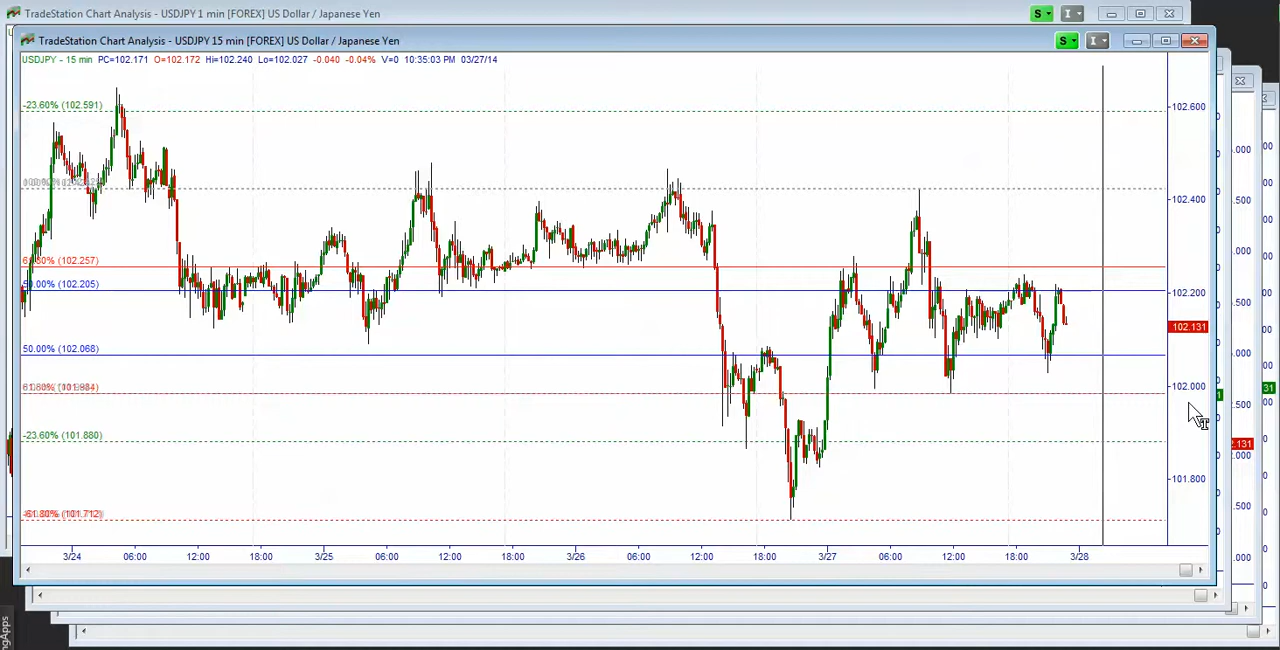 TradeStation Chart Analysis - USDJPY 1 min [FOREX] US Dollar / Japanese Yen
S I
TradeStation Chart Analysis - USDJPY 15 min [FOREX] US Dollar / Japanese Yen
S I
USDJPY - 15 min PC=102.171 O=102.172 Hi=102.240 Lo=102.027 -0.040 -0.04% V=0 10:35:03 PM 03/27/14
-23.60% (102.591)
102.600
102.400
(102.257)
50.00% (102.205)
102.200
102.131
50.00% (102.068)
102.000
61.80%
-23.60% (101.880)
101.800
(101.712)
3/24 06:00 12:00 18:00 3/25 06:00 12:00 18:00 3/26 06:00 12:00 18:00 3/27 06:00 12:00 18:00 3/28
ngApps